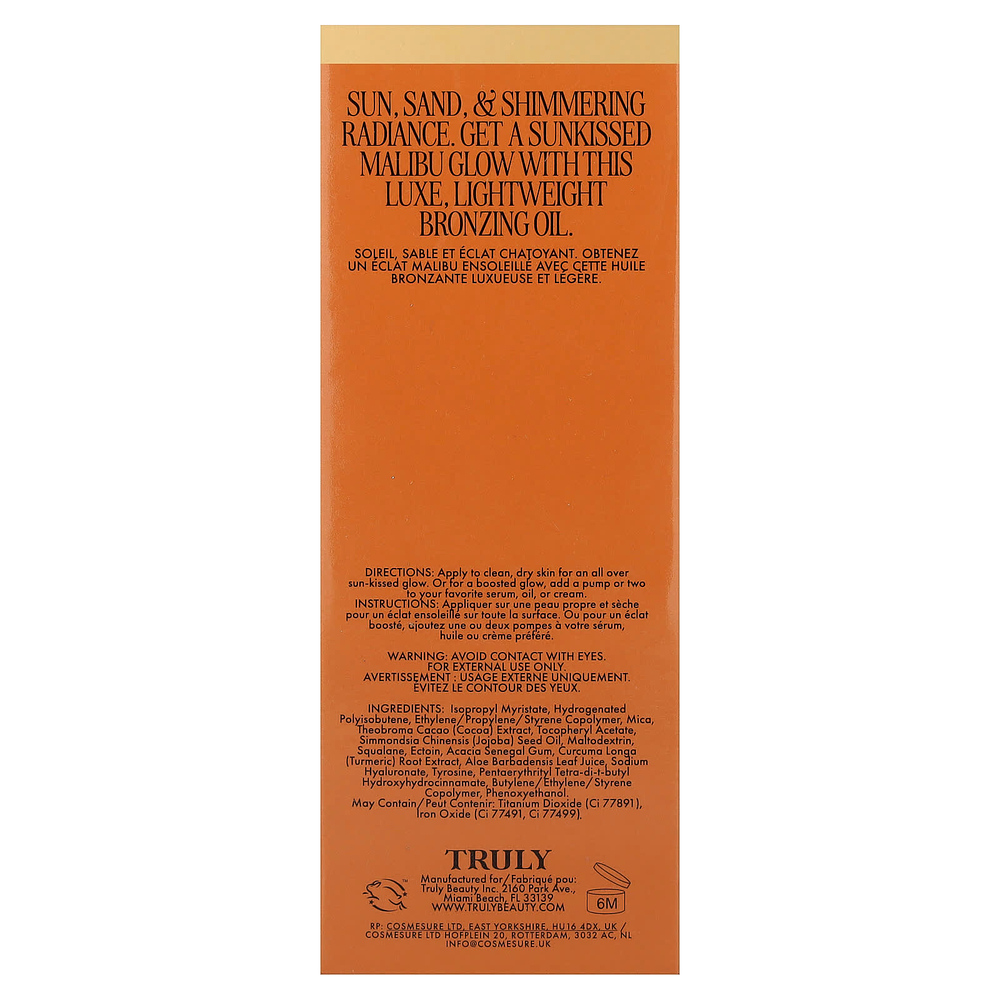 SUN, SAND, & SHIMMERING
RADIANCE. GET A SUNKISSED
MALIBU GLOW WITH THIS
LUXE, LIGHTWEIGHT
BRONZING OIL.
SOLEIL, SABLE ET ÉCLAT CHATOYANT. OBTENEZ
UN ÉCLAT MALIBU ENSOLEILLÉ AVEC CETTE HUILE
BRONZANTE LUXUEUSE ET LÉGÈRE.
DIRECTIONS: Apply to clean, dry skin for an all over
sun-kissed glow. Or for a boosted glow, add a pump or two
to your favorite serum, oil, or cream.
INSTRUCTIONS: Appliquer sur une peau propre et sèche
pour un éclat ensoleillé sur toute la surface. Ou pour un éclat
boosté, ajoutez une ou deux pompes à votre sérum,
huile ou crème préféré.
WARNING: AVOID CONTACT WITH EYES.
FOR EXTERNAL USE ONLY.
AVERTISSEMENT : USAGE EXTERNE UNIQUEMENT.
ÉVITEZ LE CONTOUR DES YEUX.
INGREDIENTS: Isopropyl Myristate, Hydrogenated
Polyisobutene, Ethylene/Propylene/Styrene Copolymer, Mica,
Theobroma Cacao (Cocoa) Extract, Tocopheryl Acetate,
Simmondsia Chinensis (Jojoba) Seed Oil, Maltodextrin,
Squalane, Ectoin, Acacia Senegal Gum, Curcuma Longa
(Turmeric) Root Extract, Aloe Barbadensis Leaf Juice, Sodium
Hyaluronate, Tyrosine, Pentaerythrityl Tetra-di-t-butyl
Hydroxyhydrocinnamate, Butylene/Ethylene/Styrene
Copolymer, Phenoxyethanol.
May Contain/Peut Contenir: Titanium Dioxide (Ci 77891),
Iron Oxide (Ci 77491, Ci 77499).
TRULY
Manufactured for/Fabriqué pou:
Truly Beauty Inc. 2160 Park Ave.,
Miami Beach, FL 33139
WWW.TRULYBEAUTY.COM
TM
6M
RP: COSMESURE LTD, EAST YORKSHIRE, HU16 4DX, UK /
COSMESURE LTD HOFPLEIN 20, ROTTERDAM, 3032 AC, NL
INFO@COSMESURE.UK